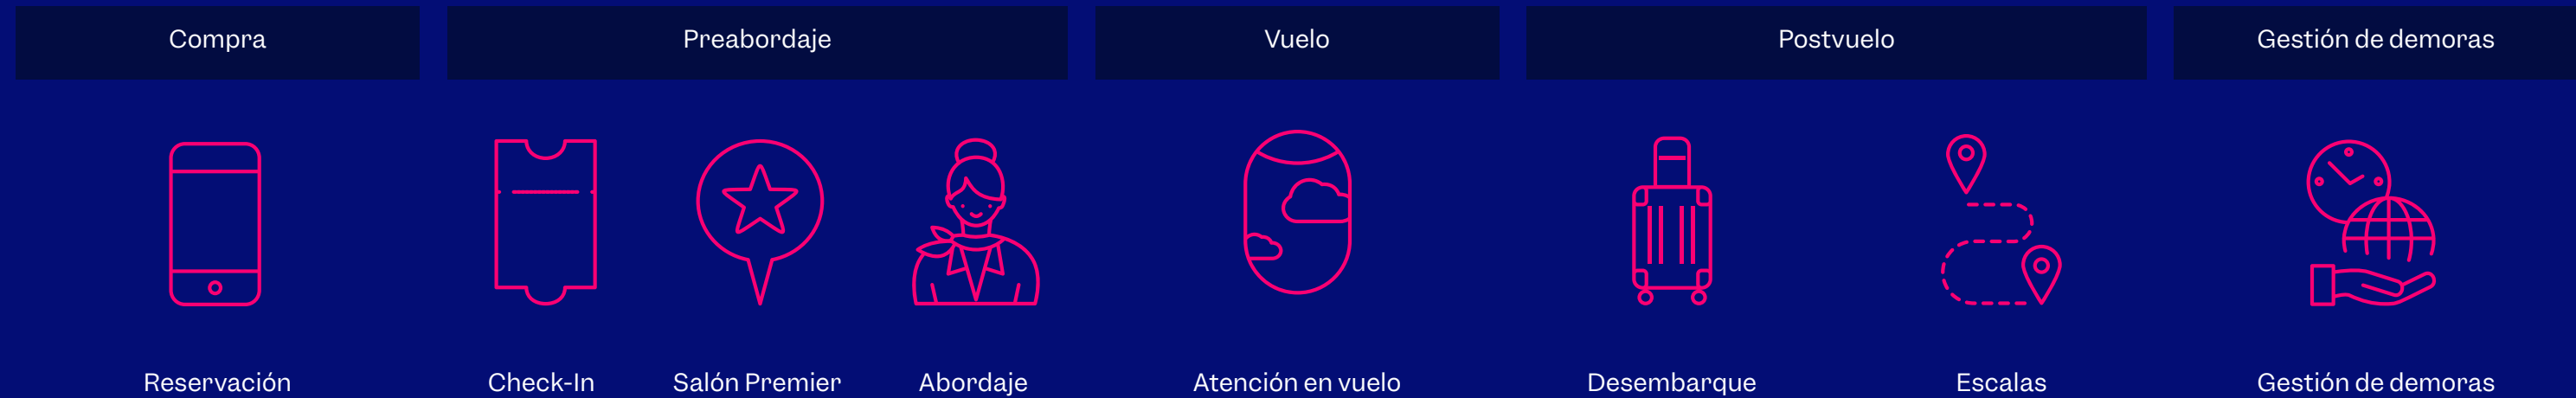 Compra
Preabordaje
Vuelo
Postvuelo
Gestión de demoras
Reservación
Check-In
Salón Premier
Abordaje
Atención en vuelo
Desembarque
Escalas
Gestión de demoras